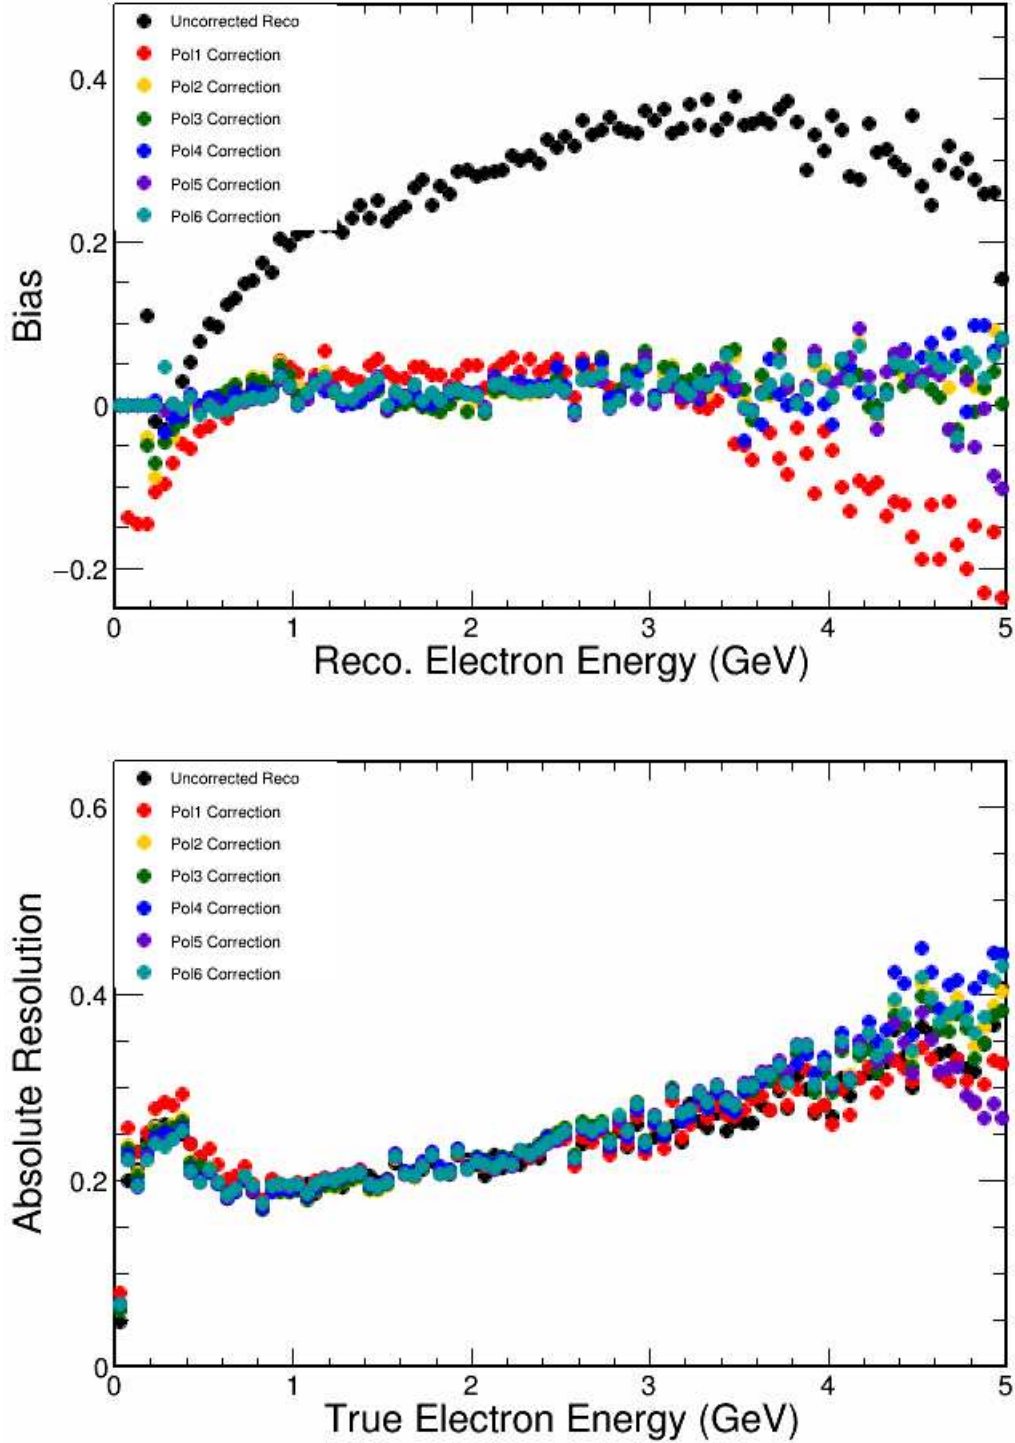 Uncorrected Reco
Pol1 Correction
Pol2 Correction
Pol3 Correction
Pol4 Correction
Pol5 Correction
Pol6 Correction
0.4
0.2
0
−0.2
Bias
0 1 2 3 4 5
Reco. Electron Energy (GeV)
Uncorrected Reco
Pol1 Correction
Pol2 Correction
Pol3 Correction
Pol4 Correction
Pol5 Correction
Pol6 Correction
0.6
0.4
0.2
0
Absolute Resolution
0 1 2 3 4 5
True Electron Energy (GeV)